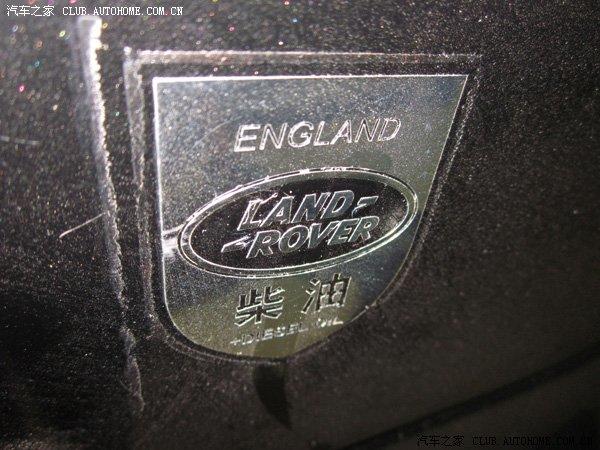 汽车之家 CLUB.AUTOHOME.COM.CN
ENGLAND
LAND-
-ROVER
柴油
+DIESEL OIL
汽车之家 CLUB.AUTOHOME.COM.CN